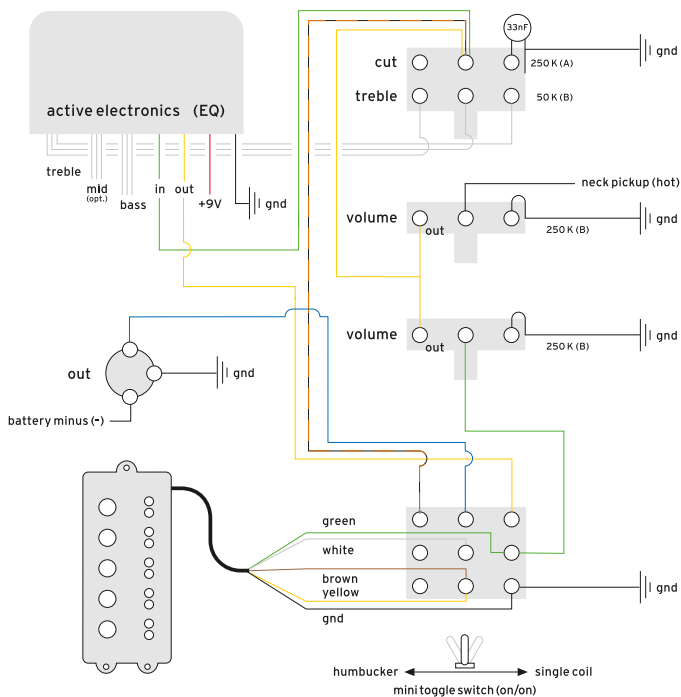 33nF
gnd
cut
250 K (A)
treble
50 K (B)
active electronics (EQ)
treble
mid
(opt.)
bass
in
out
+9V
gnd
neck pickup (hot)
volume
out
250 K (B)
gnd
volume
out
250 K (B)
gnd
out
gnd
battery minus (-)
green
white
brown
yellow
gnd
gnd
humbucker
single coil
mini toggle switch (on/on)